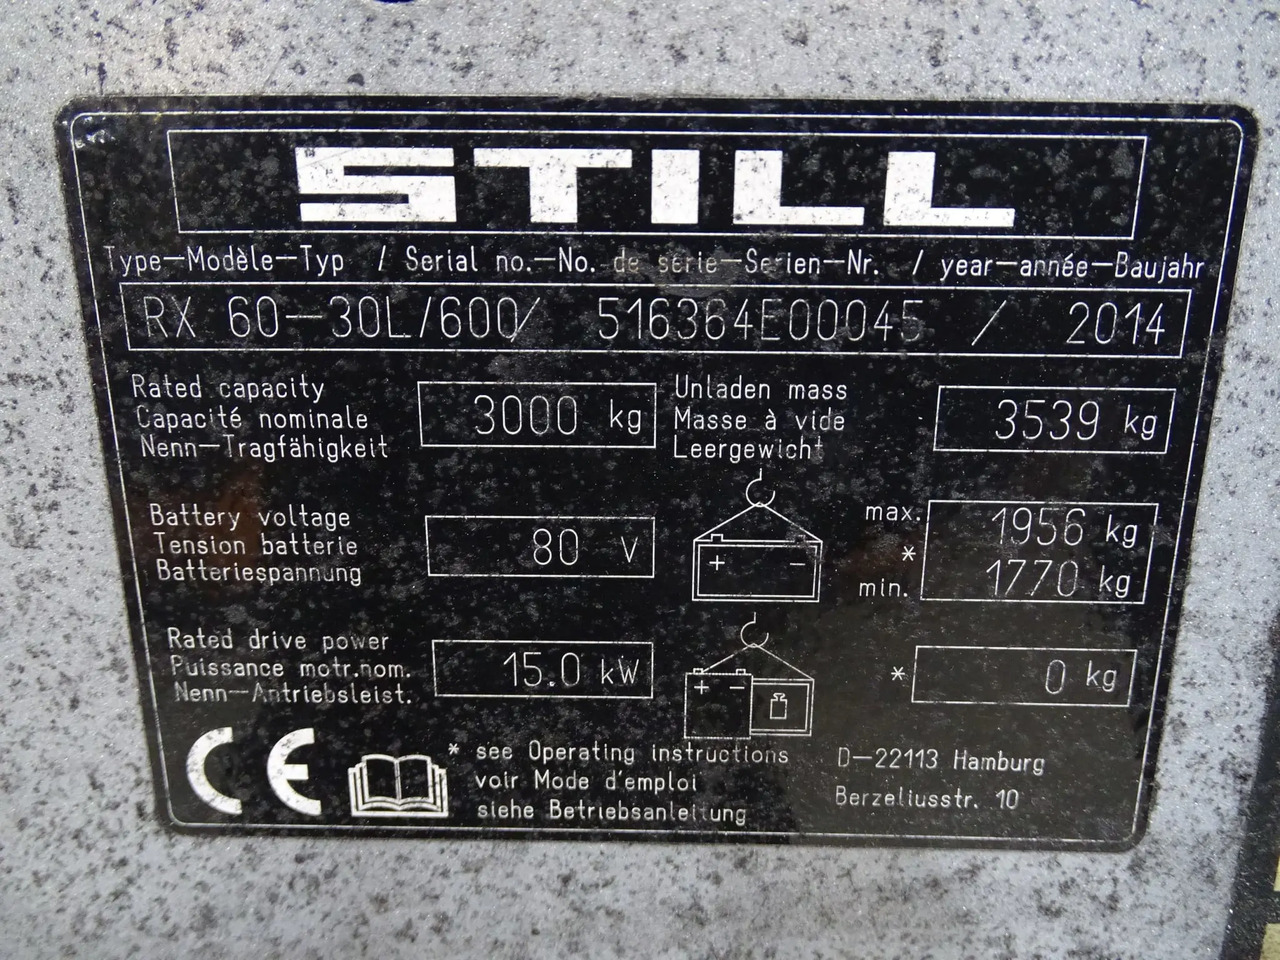 STILL
Type-Modèle-Typ / Serial no.-No. de serie-Serien-Nr. / year-année-Baujahr
RX 60-30L/600/ 516364E00045 / 2014
Rated capacity
Capacité nominale
Nenn-Tragfähigkeit
3000 kg
Unladen mass
Masse à vide
Leergewicht
3539 kg
Battery voltage
Tension batterie
Batteriespannung
80 V
+ -
max.
*
min.
1956 kg
1770 kg
Rated drive power
Puissance motr.nom.
Nenn-Antriebsleist.
15.0 kW
+ -
* 0 kg
CE
* see Operating instructions
voir Mode d'emploi
siehe Betriebsanleitung
D-22113 Hamburg
Berzeliusstr. 10